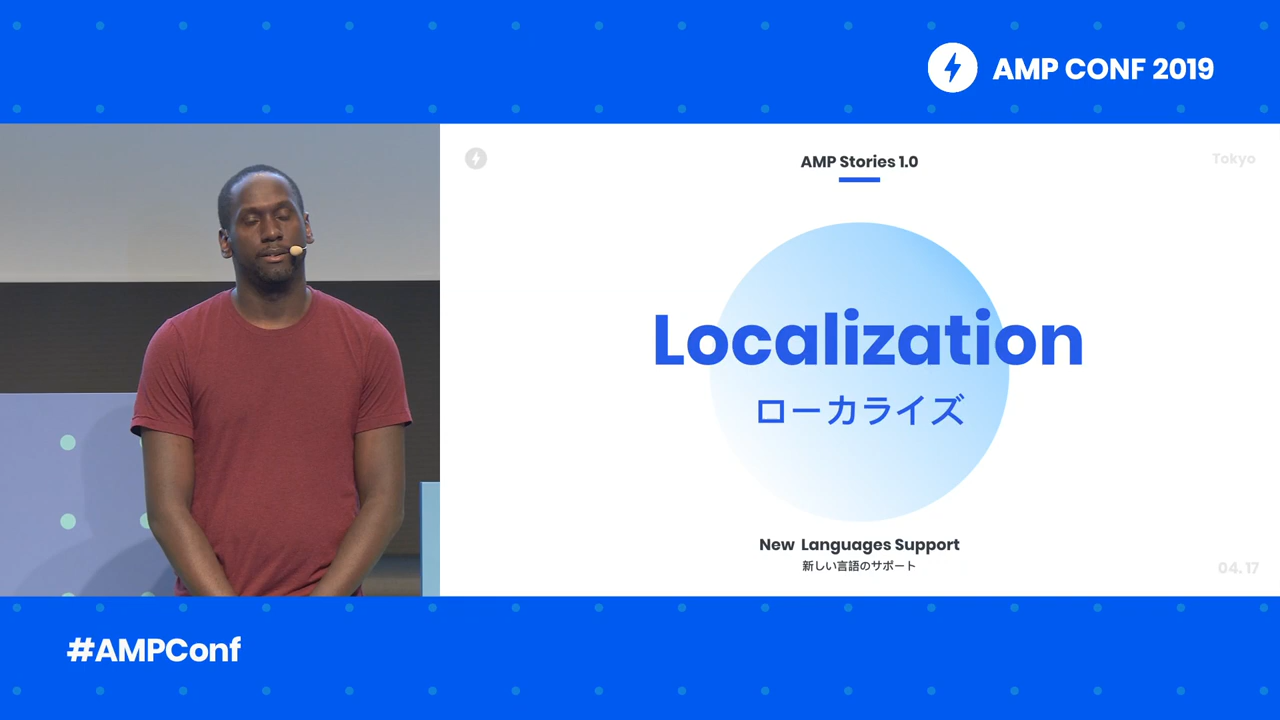 AMP CONF 2019
AMP Stories 1.0
Tokyo
Localization
ローカライズ
New Languages Support
新しい言語のサポート
04.17
#AMPConf